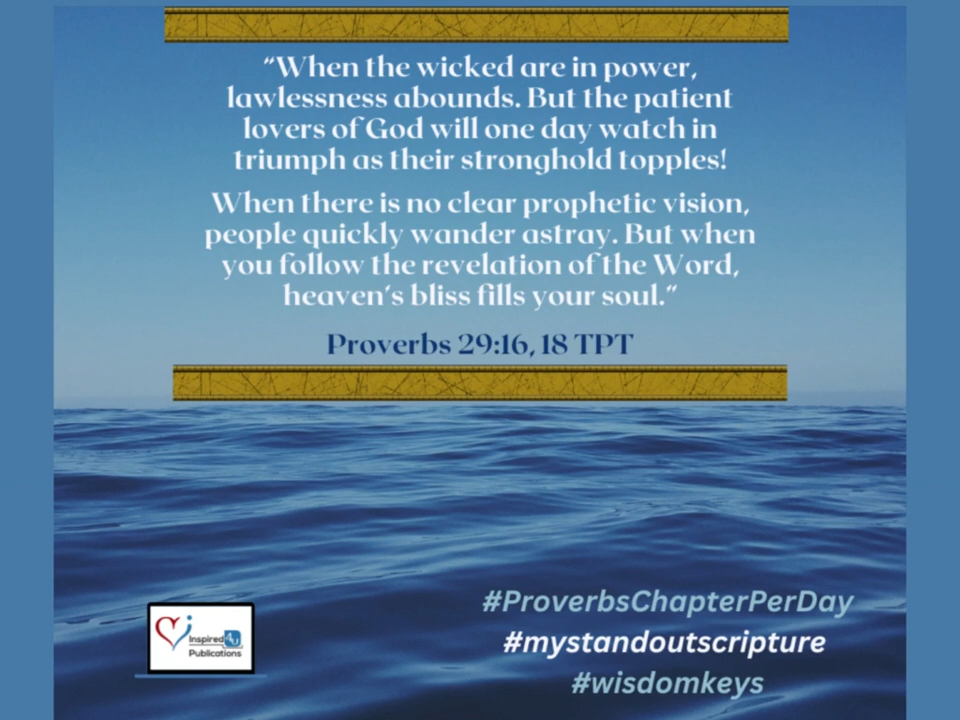 “When the wicked are in power,
lawlessness abounds. But the patient
lovers of God will one day watch in
triumph as their stronghold topples!
When there is no clear prophetic vision,
people quickly wander astray. But when
you follow the revelation of the Word,
heaven’s bliss fills your soul.”
Proverbs 29:16, 18 TPT
Inspired 4U
Publications
#ProverbsChapterPerDay
#mystandoutscripture
#wisdomkeys